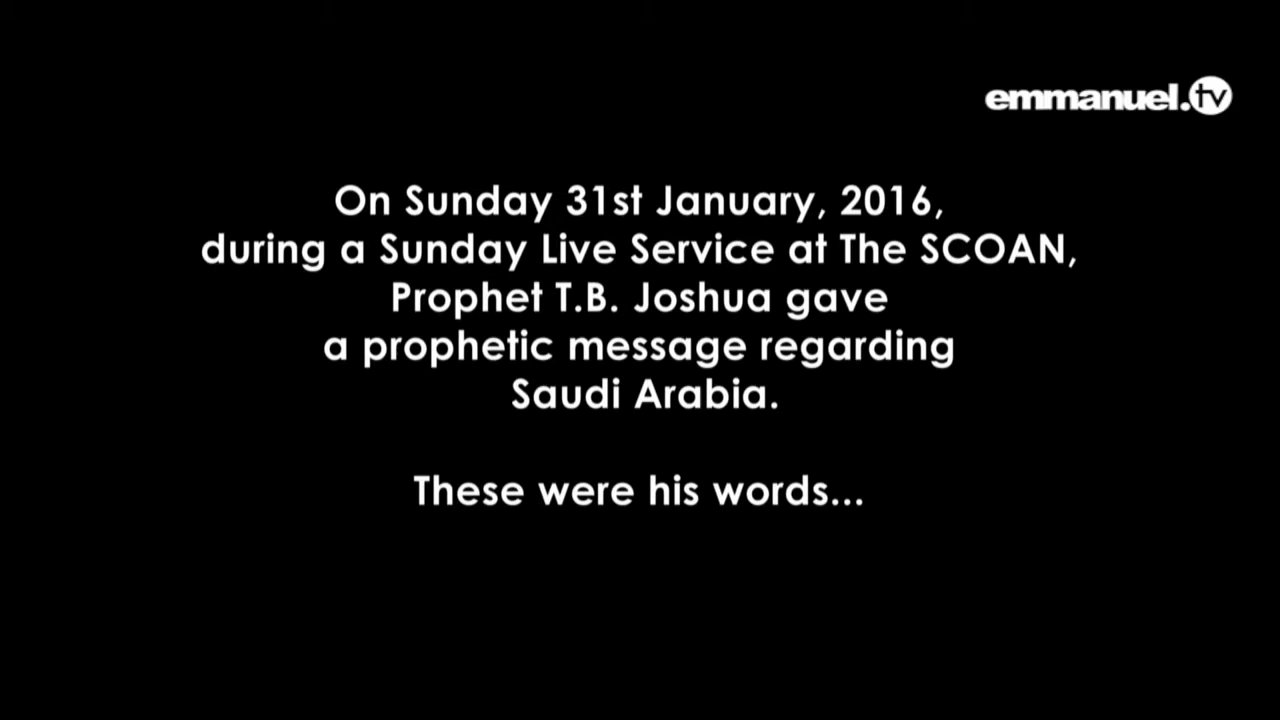 emmanuel.tv
On Sunday 31st January, 2016,
during a Sunday Live Service at The SCOAN,
Prophet T.B. Joshua gave
a prophetic message regarding
Saudi Arabia.
These were his words...